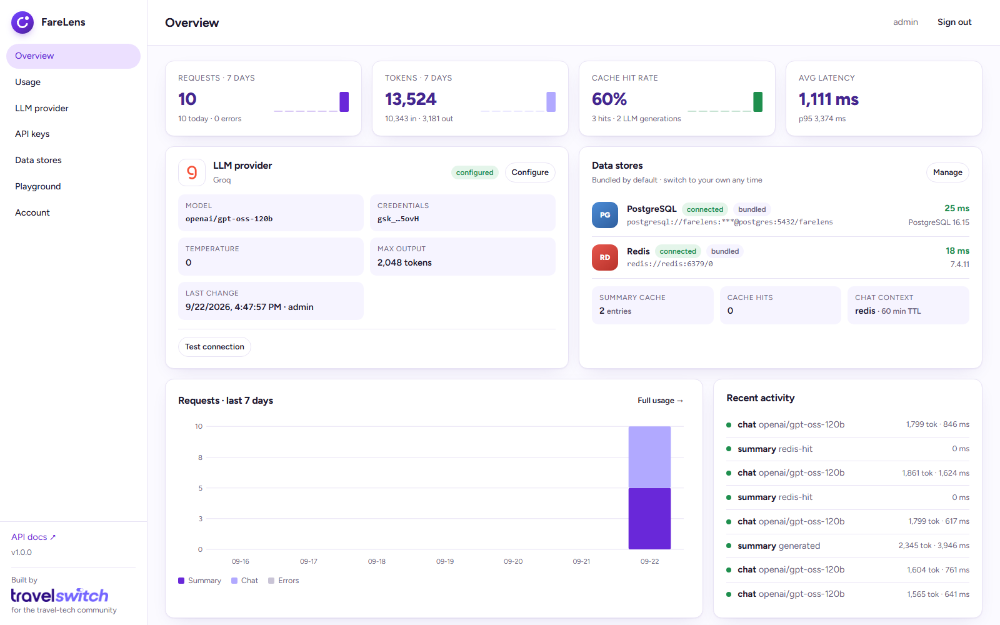 FareLens
Overview
Usage
LLM provider
API keys
Data stores
Playground
Account
API docs ↗
v1.0.0
Built by
travelswitch
for the travel-tech community
Overview
admin
Sign out
REQUESTS · 7 DAYS
10
10 today · 0 errors
TOKENS · 7 DAYS
13,524
10,343 in · 3,181 out
CACHE HIT RATE
60%
3 hits · 2 LLM generations
AVG LATENCY
1,111 ms
p95 3,374 ms
LLM provider
Groq
configured
Configure
MODEL
openai/gpt-oss-120b
CREDENTIALS
gsk_…5ovH
TEMPERATURE
0
MAX OUTPUT
2,048 tokens
LAST CHANGE
9/22/2026, 4:47:57 PM · admin
Test connection
Data stores
Bundled by default · switch to your own any time
Manage
PG
PostgreSQL connected bundled
postgresql://farelens:***@postgres:5432/farelens
25 ms
PostgreSQL 16.15
RD
Redis connected bundled
redis://redis:6379/0
18 ms
7.4.11
SUMMARY CACHE
2 entries
CACHE HITS
0
CHAT CONTEXT
redis · 60 min TTL
Requests · last 7 days
Full usage →
10
8
5
3
0
09-16 09-17 09-18 09-19 09-20 09-21 09-22
Summary Chat Errors
Recent activity
chat openai/gpt-oss-120b 1,799 tok · 846 ms
summary redis-hit 0 ms
chat openai/gpt-oss-120b 1,861 tok · 1,624 ms
summary redis-hit 0 ms
chat openai/gpt-oss-120b 1,799 tok · 617 ms
summary generated 2,345 tok · 3,946 ms
chat openai/gpt-oss-120b 1,604 tok · 761 ms
chat openai/gpt-oss-120b 1,565 tok · 641 ms